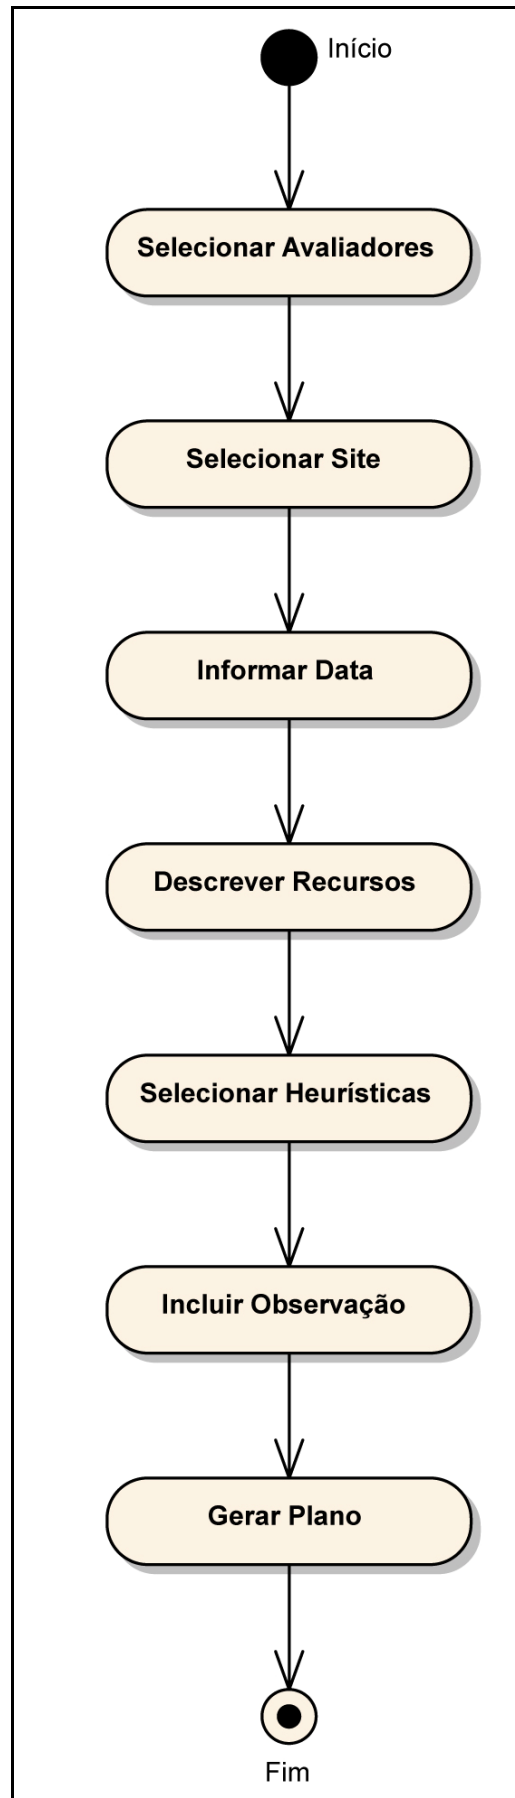 Início
Selecionar Avaliadores
Selecionar Site
Informar Data
Descrever Recursos
Selecionar Heurísticas
Incluir Observação
Gerar Plano
Fim